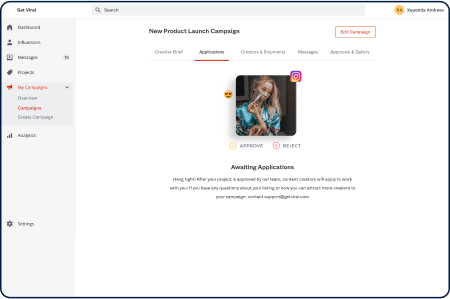 Get Viral
Search
XA
Xquenda Andreev
Dashboard
Influencers
Messages
Projects
My Campaigns
Overview
Campaigns
Create Campaign
Analytics
Settings
New Product Launch Campaign
Edit Campaign
Creative Brief
Applications
Creators & Shipments
Messages
Approvals & Gallery
APPROVE
REJECT
Awaiting Applications
Hang tight! After your project is approved by our team, content creators will apply to work
with you! If you have any questions about your listing or how you can attract more creators to
your campaign, contact support@getviral.com